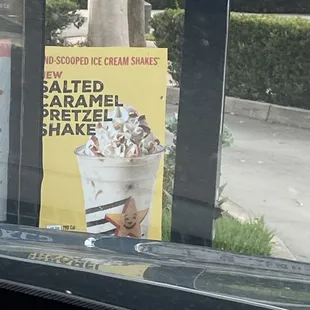 ND-SCOOPED ICE CREAM SHAKES
NEW
SALTED
CARAMEL
PRETZEL
SHAKE